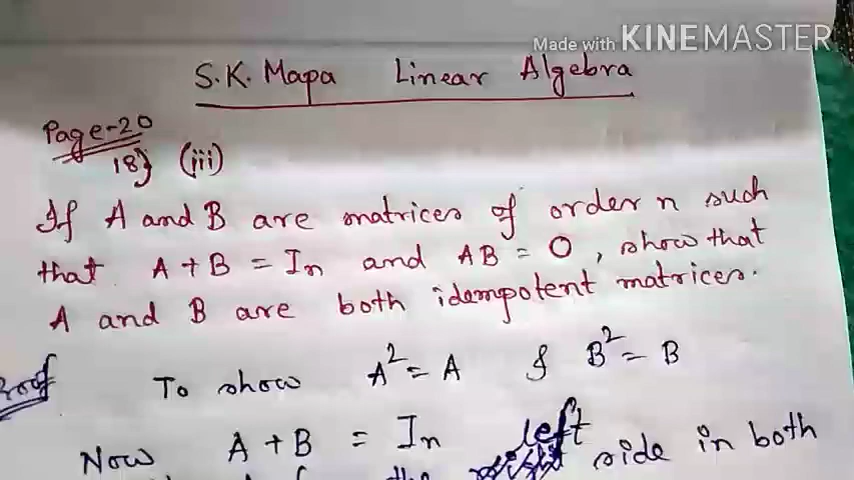 Made with KINEMASTER
S.K. Mapa Linear Algebra
Page-20
18) (iii)
If A and B are matrices of order n such
that A + B = In and AB = O, show that
A and B are both idempotent matrices.
Proof To show A² = A & B² = B
Now A + B = In left
the side in both